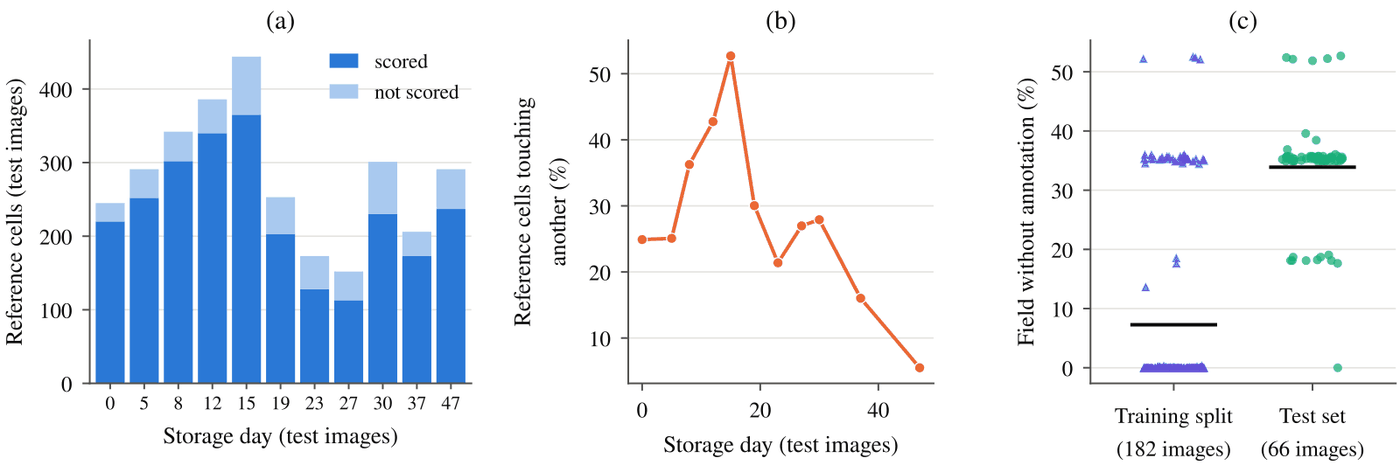 (a)
Reference cells (test images)
400
300
200
100
0
scored
not scored
0 5 8 12 15 19 23 27 30 37 47
Storage day (test images)
(b)
Reference cells touching
another (%)
50
40
30
20
10
0 20 40
Storage day (test images)
(c)
Field without annotation (%)
50
40
30
20
10
0
Training split
(182 images)
Test set
(66 images)